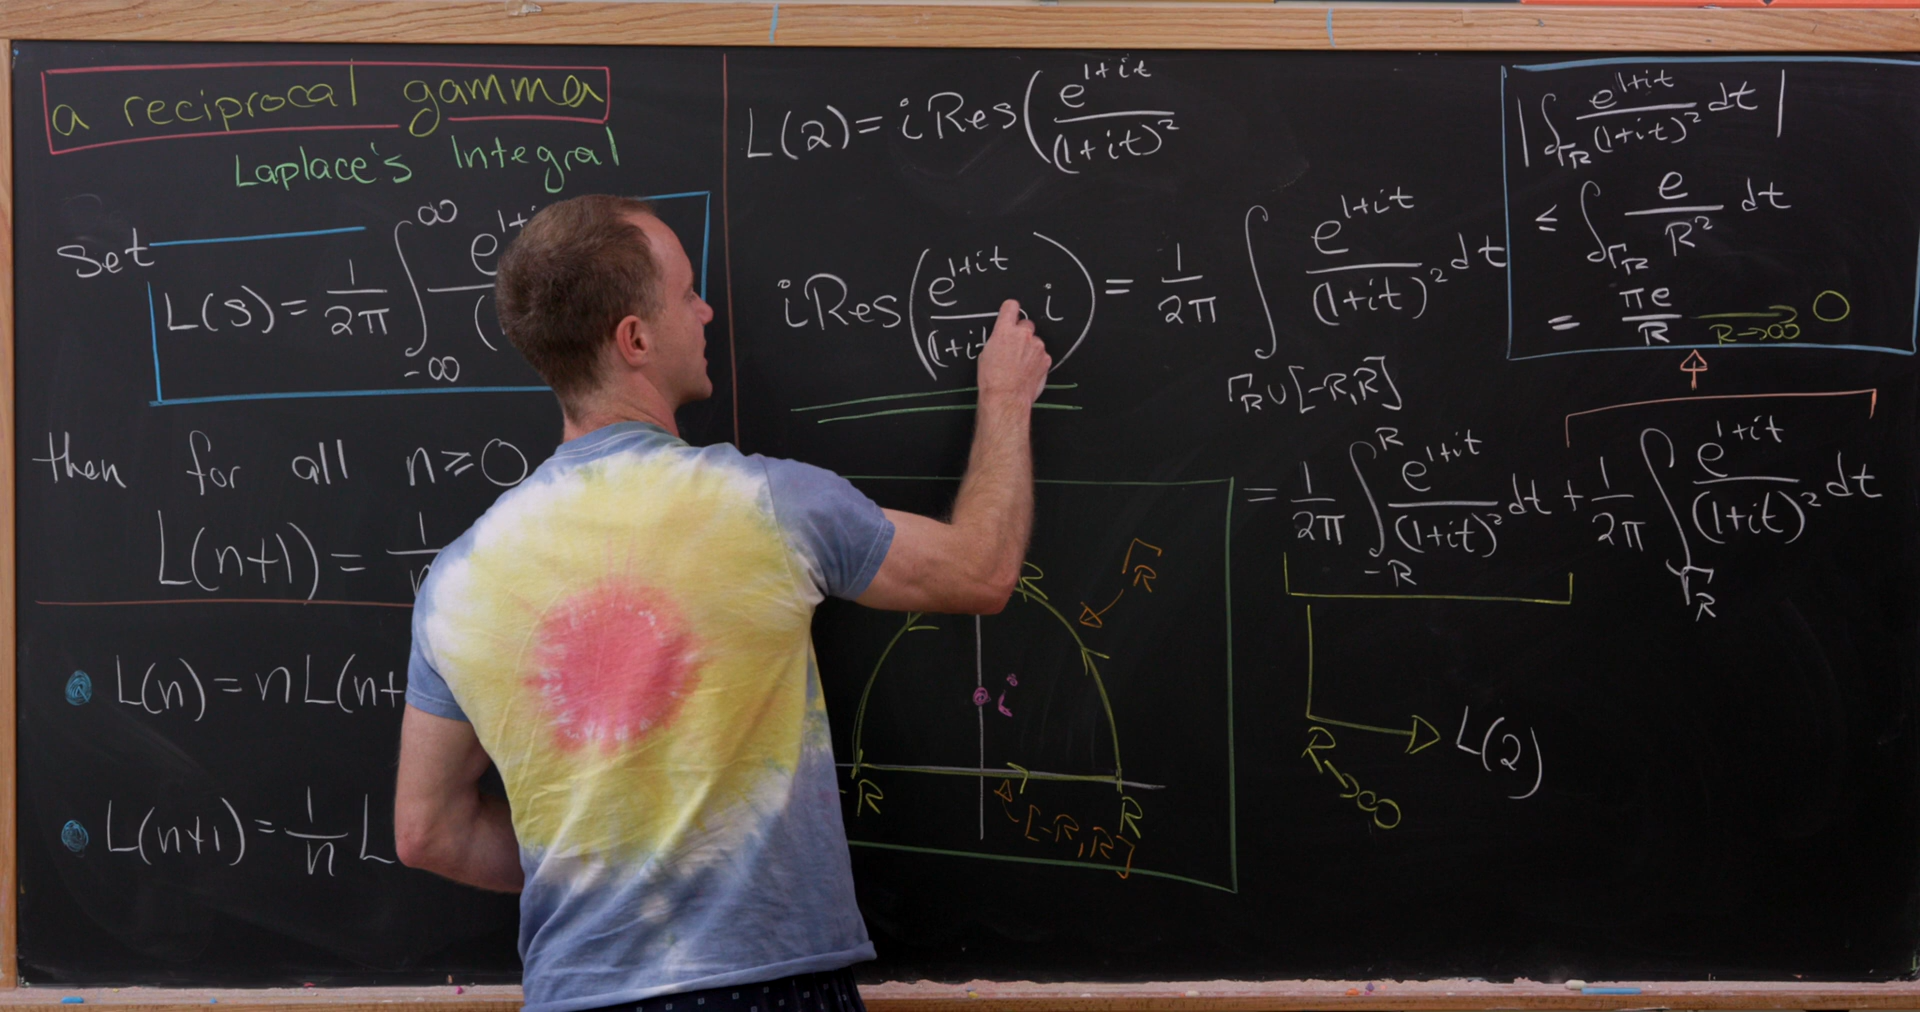 a reciprocal gamma
Laplace's Integral
Set
L(s) = 1/2π ∫_{-∞}^{∞} e^{1+i
(
then for all n ≥ 0
L(n+1) = 1/
• L(n) = n L(n+
• L(n+1) = 1/n L
L(2) = i Res( e^{1+it}/(1+it)^2
i Res( e^{1+it}/(1+it i ) = 1/2π ∫_{Γ_R ∪ [-R,R]} e^{1+it}/(1+it)^2 dt
= 1/2π ∫_{-R}^{R} e^{1+it}/(1+it)^2 dt + 1/2π ∫_{Γ_R} e^{1+it}/(1+it)^2 dt
R→∞ L(2)
R
Γ_R
i
-R
R
[-R,R]
| ∫_{Γ_R} e^{1+it}/(1+it)^2 dt |
≤ ∫_{Γ_R} e/R^2 dt
= πe/R →_{R→∞} 0